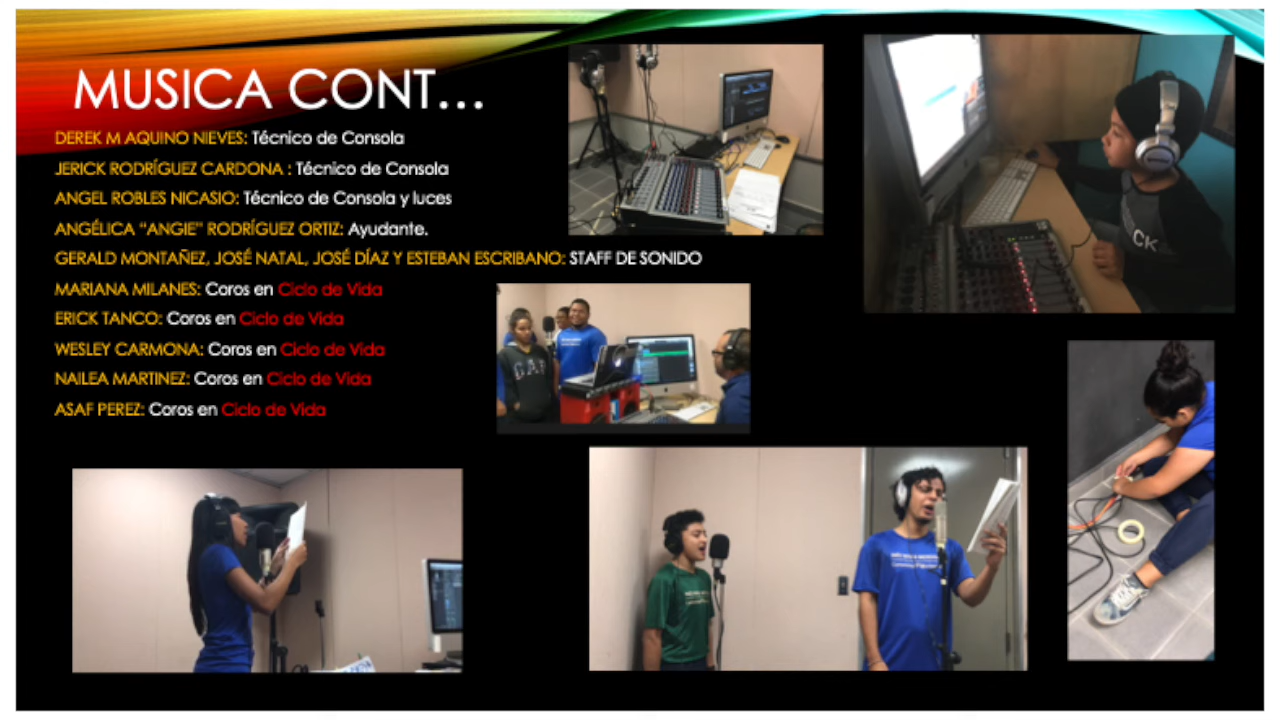 MUSICA CONT...
DEREK M AQUINO NIEVES: Técnico de Consola
JERICK RODRÍGUEZ CARDONA : Técnico de Consola
ANGEL ROBLES NICASIO: Técnico de Consola y luces
ANGÉLICA "ANGIE" RODRÍGUEZ ORTIZ: Ayudante.
GERALD MONTAÑEZ, JOSÉ NATAL, JOSÉ DÍAZ Y ESTEBAN ESCRIBANO: STAFF DE SONIDO
MARIANA MILANES: Coros en Ciclo de Vida
ERICK TANCO: Coros en Ciclo de Vida
WESLEY CARMONA: Coros en Ciclo de Vida
NAILEA MARTINEZ: Coros en Ciclo de Vida
ASAF PEREZ: Coros en Ciclo de Vida
GAP